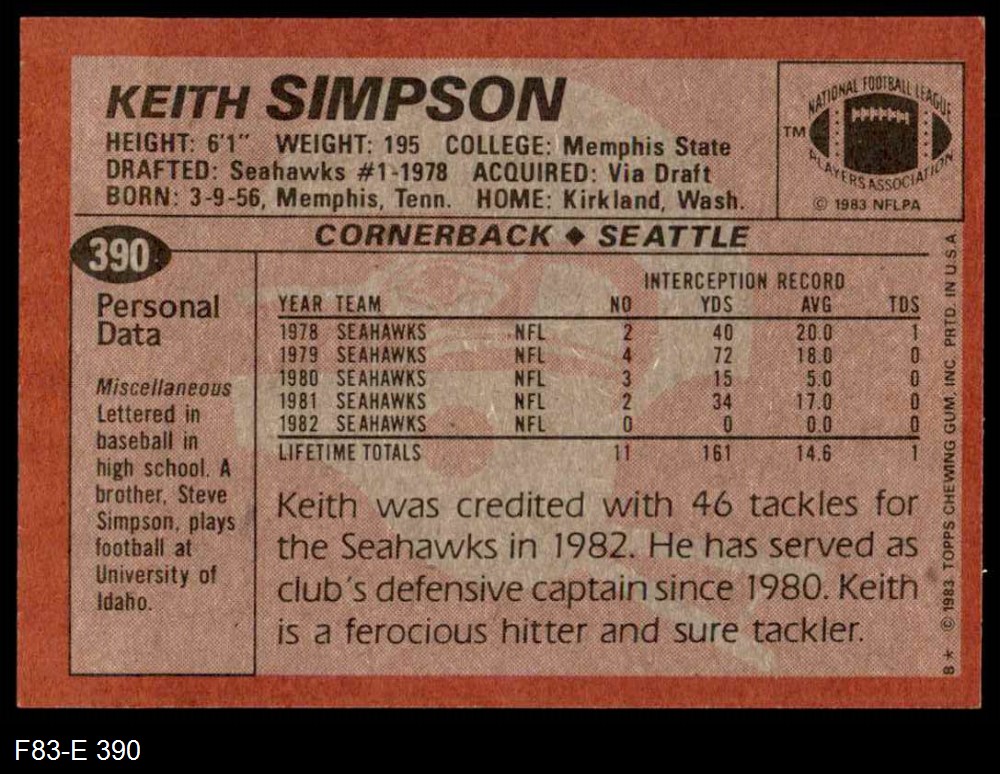 KEITH SIMPSON
HEIGHT: 6'1" WEIGHT: 195 COLLEGE: Memphis State
DRAFTED: Seahawks #1-1978 ACQUIRED: Via Draft
BORN: 3-9-56, Memphis, Tenn. HOME: Kirkland, Wash.
NATIONAL FOOTBALL LEAGUE
TM
PLAYERS ASSOCIATION
© 1983 NFLPA
390
CORNERBACK ♦ SEATTLE
Personal
Data
Miscellaneous
Lettered in
baseball in
high school. A
brother, Steve
Simpson, plays
football at
University of
Idaho.
INTERCEPTION RECORD
YEAR TEAM NO YDS AVG TDS
1978 SEAHAWKS NFL 2 40 20.0 1
1979 SEAHAWKS NFL 4 72 18.0 0
1980 SEAHAWKS NFL 3 15 5.0 0
1981 SEAHAWKS NFL 2 34 17.0 0
1982 SEAHAWKS NFL 0 0 0.0 0
LIFETIME TOTALS 11 161 14.6 1
Keith was credited with 46 tackles for
the Seahawks in 1982. He has served as
club's defensive captain since 1980. Keith
is a ferocious hitter and sure tackler.
B* © 1983 TOPPS CHEWING GUM, INC. PRTD. IN U.S.A.
F83-E 390